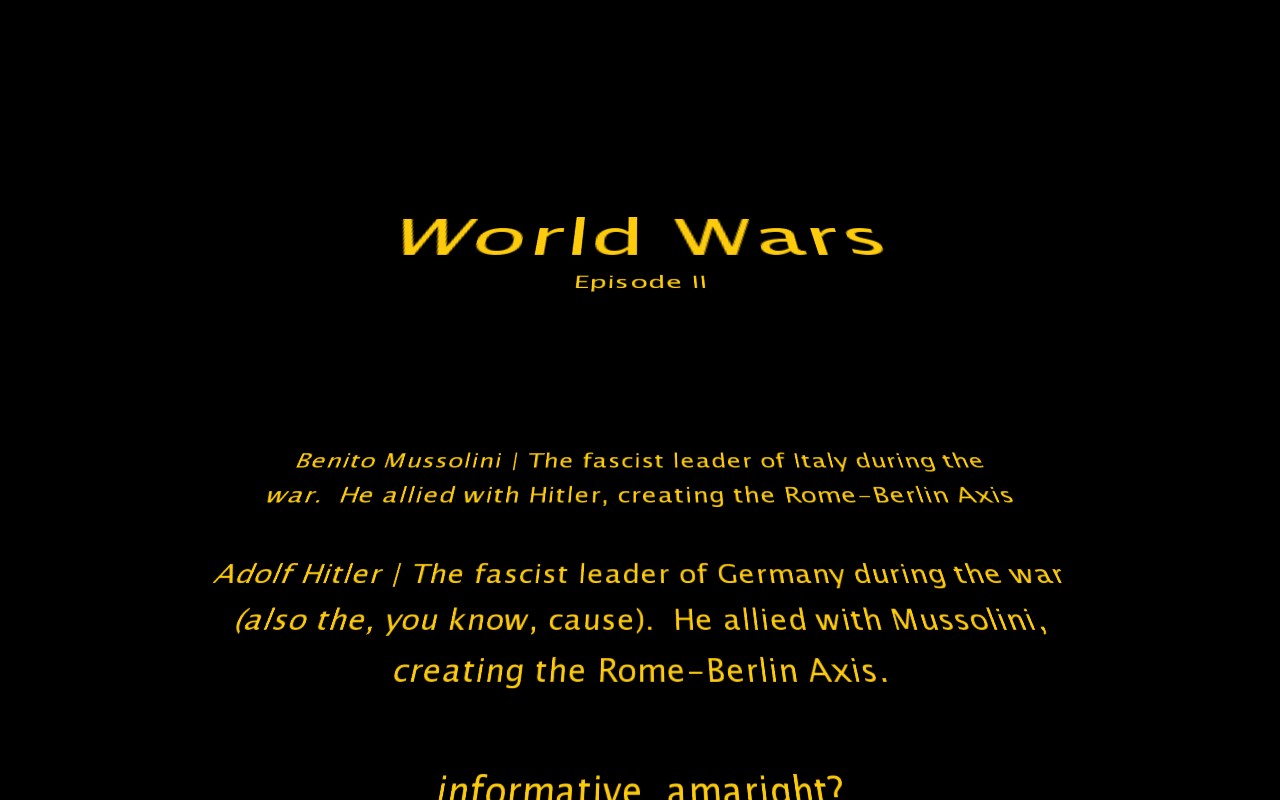 World Wars
Episode II
Benito Mussolini | The fascist leader of Italy during the
war.  He allied with Hitler, creating the Rome-Berlin Axis
Adolf Hitler | The fascist leader of Germany during the war
(also the, you know, cause).  He allied with Mussolini,
creating the Rome-Berlin Axis.
informative, amaright?